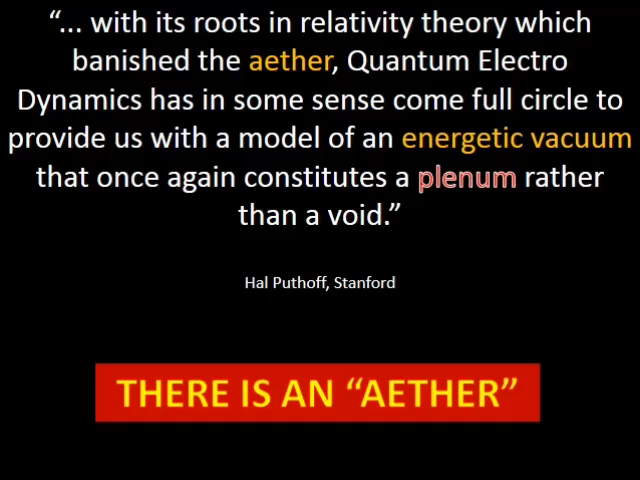 “... with its roots in relativity theory which
banished the aether, Quantum Electro
Dynamics has in some sense come full circle to
provide us with a model of an energetic vacuum
that once again constitutes a plenum rather
than a void.”
Hal Puthoff, Stanford
THERE IS AN “AETHER”